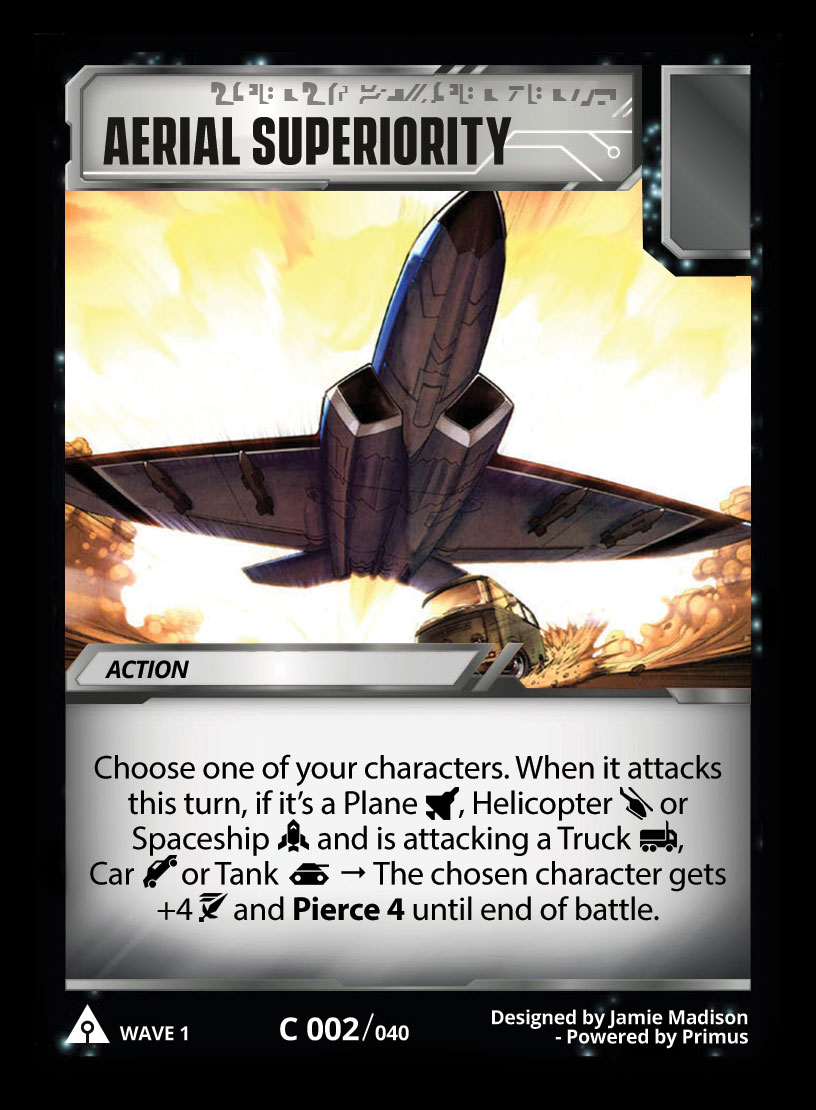 AERIAL SUPERIORITY
ACTION
Choose one of your characters. When it attacks
this turn, if it's a Plane , Helicopter or
Spaceship and is attacking a Truck ,
Car or Tank → The chosen character gets
+4 and Pierce 4 until end of battle.
WAVE 1
C 002/040
Designed by Jamie Madison
- Powered by Primus